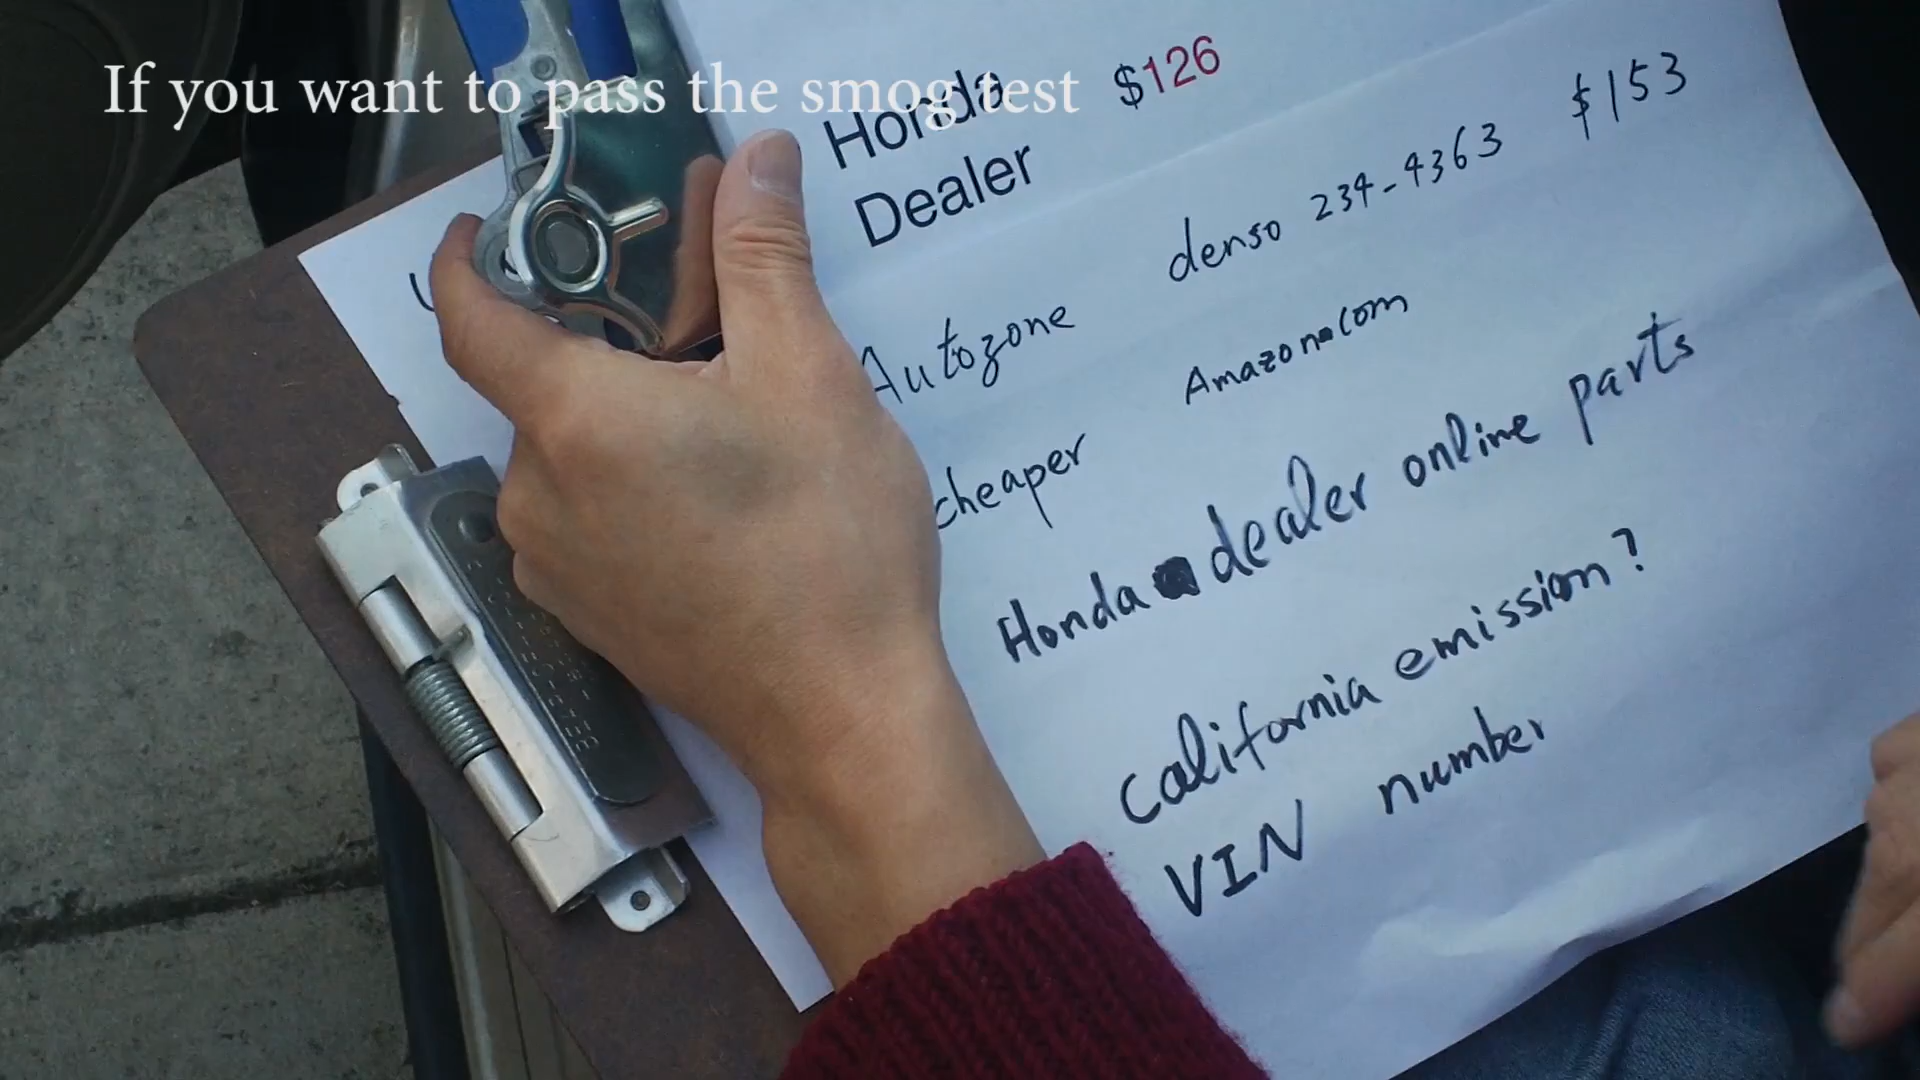 If you want to pass the smog test
Honda $126
Dealer
Autozone denso 234-4363 $153
cheaper Amazon.com
Honda dealer online parts
California emission?
VIN number